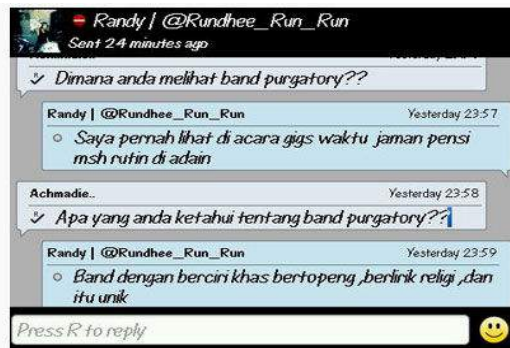 Randy | @Rundhee_Run_Run
Sent 24 minutes ago
Dimana anda melihat band purgatory??
Randy | @Rundhee_Run_Run Yesterday 23:57
Saya pernah lihat di acara gigs waktu jaman pensi
msh rutin di adain
Achmadie.. Yesterday 23:58
Apa yang anda ketahui tentang band purgatory??
Randy | @Rundhee_Run_Run Yesterday 23:59
Band dengan berciri khas bertopeng ,berlirik religi ,dan
itu unik
Press R to reply